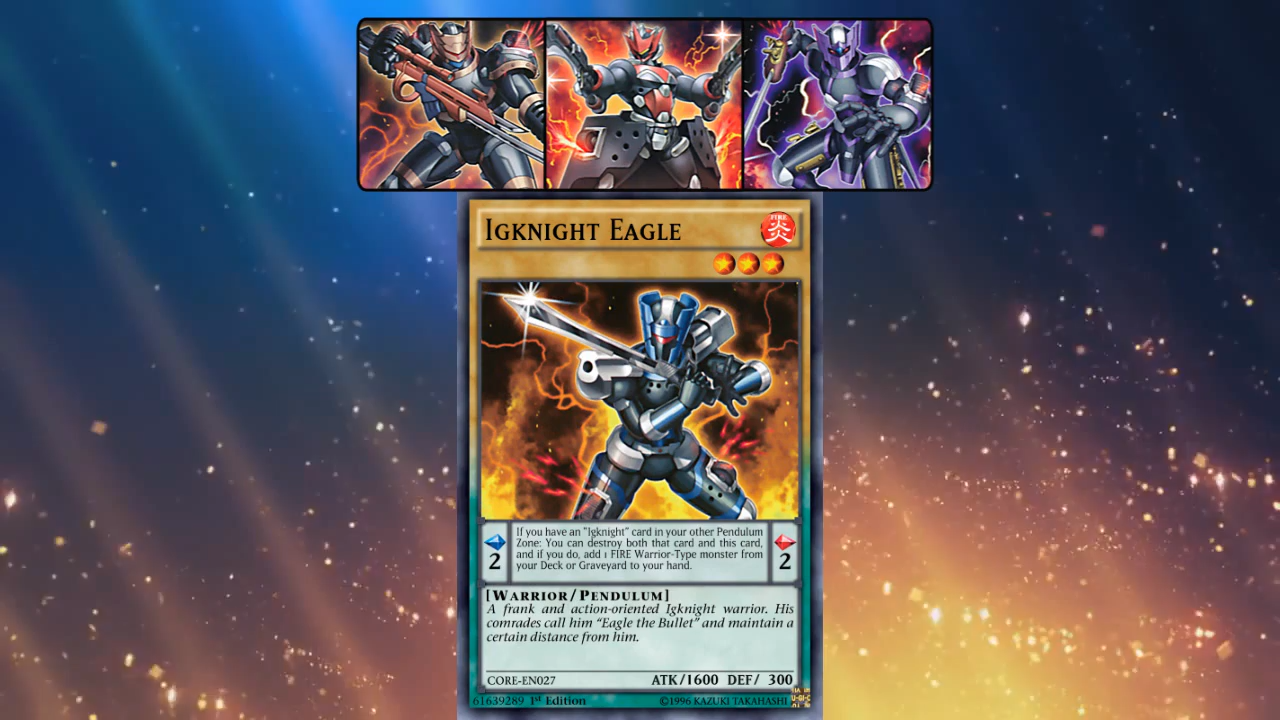 IGKNIGHT EAGLE
FIRE
炎
If you have an "Igknight" card in your other Pendulum
Zone: You can destroy both that card and this card,
and if you do, add 1 FIRE Warrior-Type monster from
your Deck or Graveyard to your hand.
2
2
[WARRIOR/PENDULUM]
A frank and action-oriented Igknight warrior. His
comrades call him “Eagle the Bullet” and maintain a
certain distance from him.
CORE-EN027
ATK/1600 DEF/ 300
61639289 1st Edition
©1996 KAZUKI TAKAHASHI